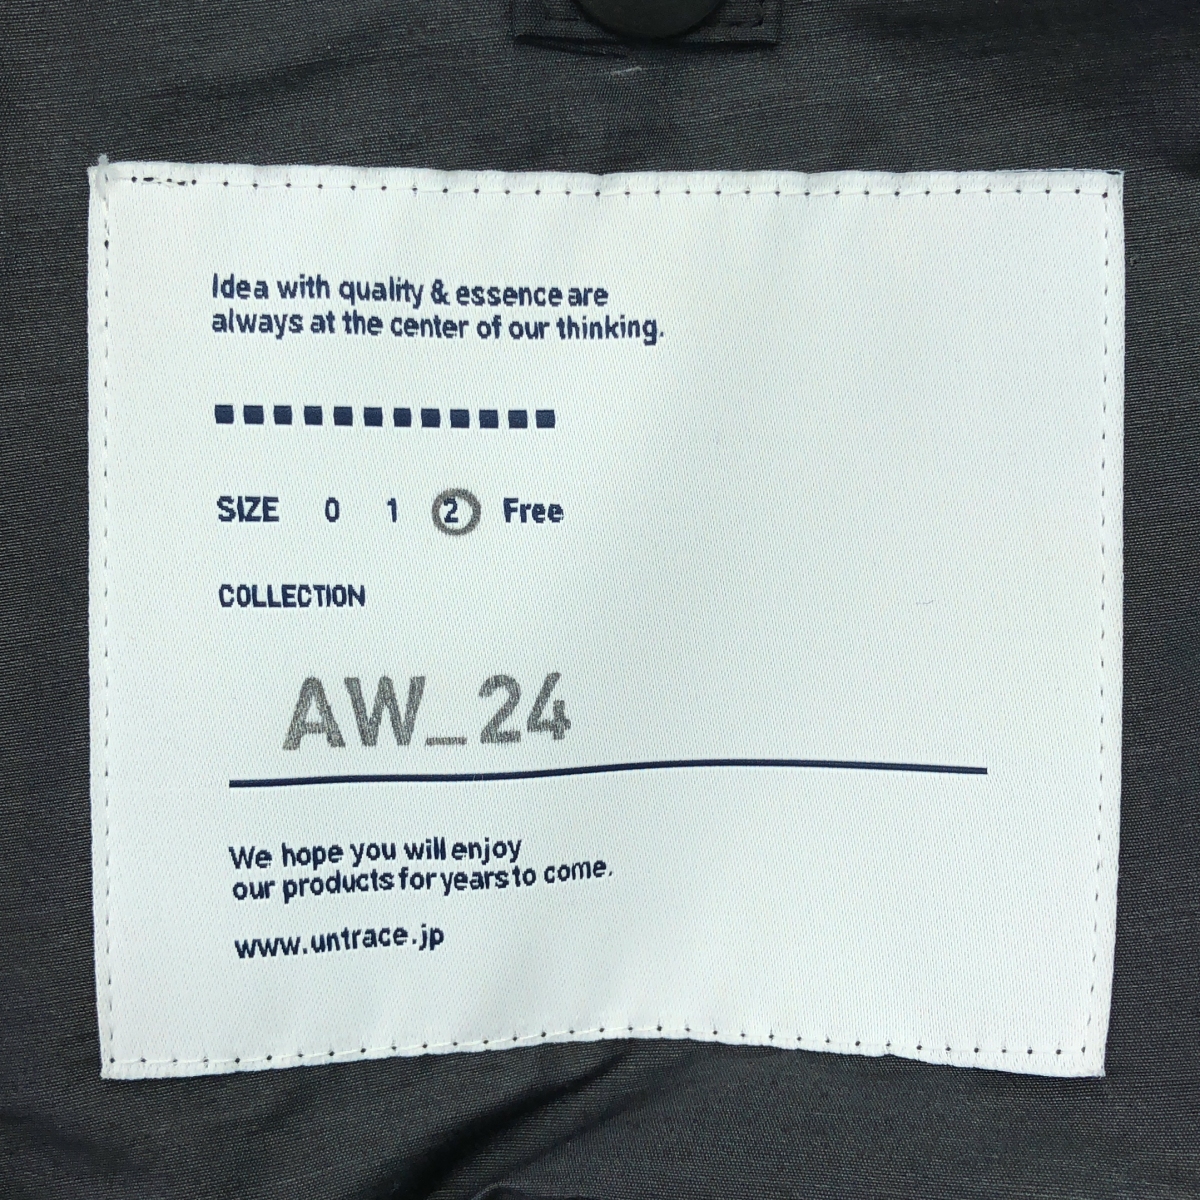 Idea with quality & essence are
always at the center of our thinking.
SIZE 0 1 2 Free
COLLECTION
AW_24
We hope you will enjoy
our products for years to come.
www.untrace.jp